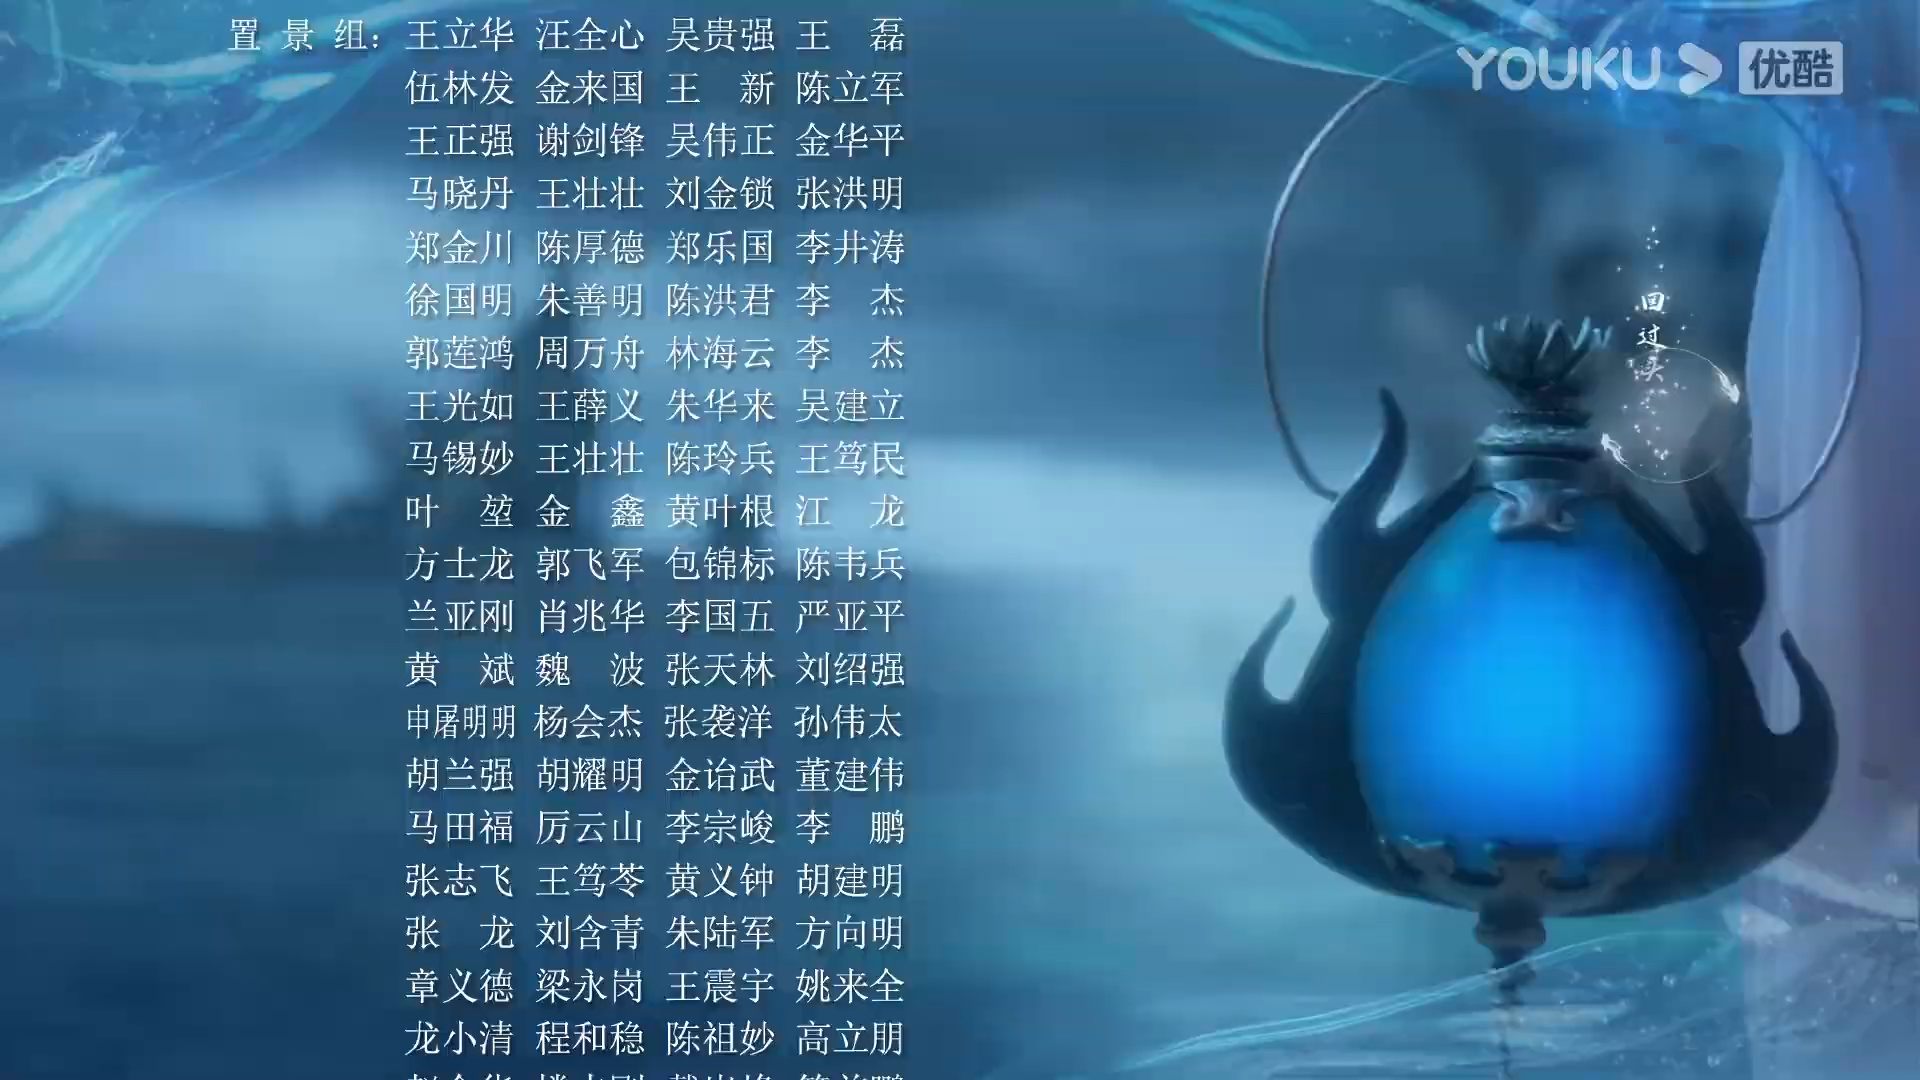 置景组：王立华 汪全心 吴贵强 王磊
伍林发 金来国 王新 陈立军
王正强 谢剑锋 吴伟正 金华平
马晓丹 王壮壮 刘金锁 张洪明
郑金川 陈厚德 郑乐国 李井涛
徐国明 朱善明 陈洪君 李杰
郭莲鸿 周万舟 林海云 李杰
王光如 王薛义 朱华来 吴建立
马锡妙 王壮壮 陈玲兵 王笃民
叶堃 金鑫 黄叶根 江龙
方士龙 郭飞军 包锦标 陈韦兵
兰亚刚 肖兆华 李国五 严亚平
黄斌 魏波 张天林 刘绍强
申屠明明 杨会杰 张袭洋 孙伟太
胡兰强 胡耀明 金诒武 董建伟
马田福 厉云山 李宗峻 李鹏
张志飞 王笃苓 黄义钟 胡建明
张龙 刘含青 朱陆军 方向明
章义德 梁永岗 王震宇 姚来全
龙小清 程和稳 陈祖妙 高立朋
YOUKU 优酷
回过头